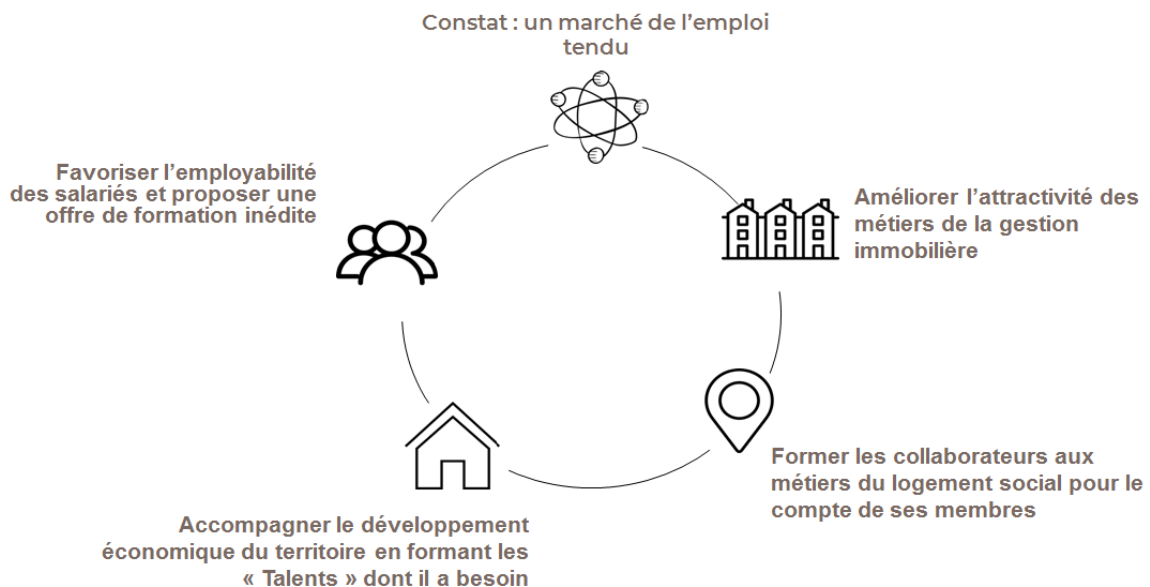 Constat : un marché de l’emploi
tendu
Favoriser l’employabilité
des salariés et proposer une
offre de formation inédite
Améliorer l’attractivité des
métiers de la gestion
immobilière
Former les collaborateurs aux
métiers du logement social pour le
compte de ses membres
Accompagner le développement
économique du territoire en formant les
« Talents » dont il a besoin